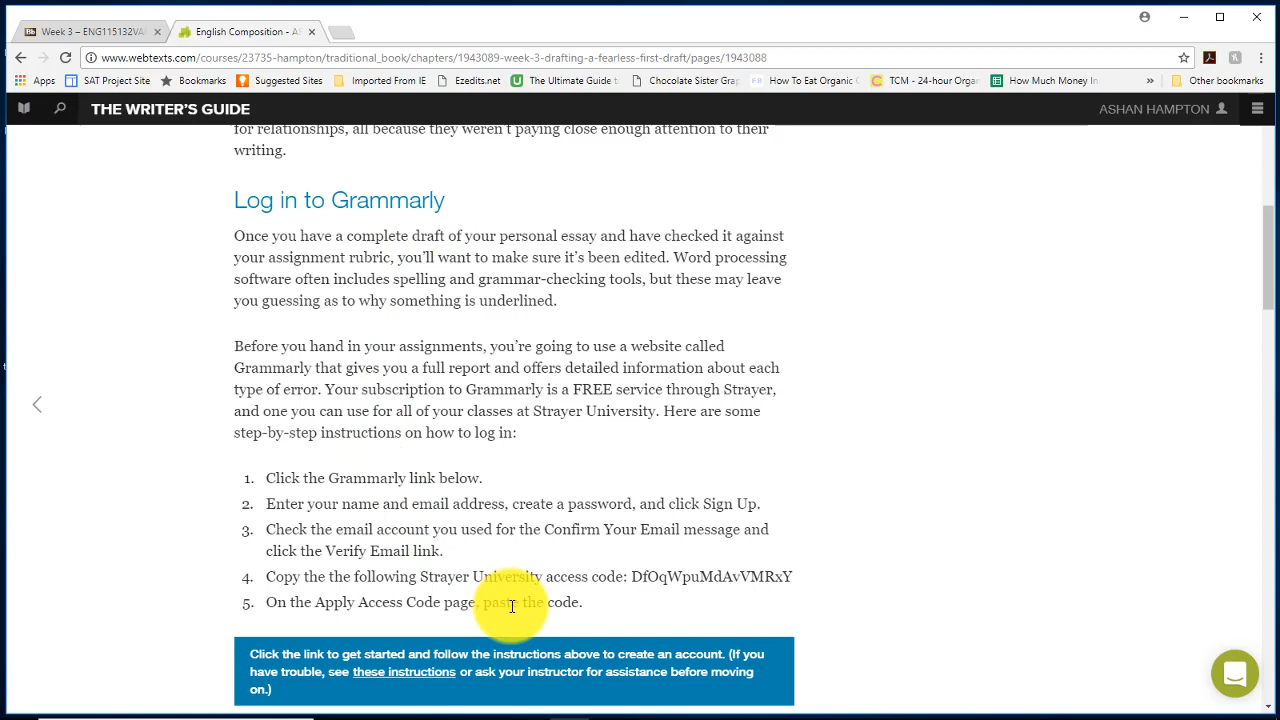 Week 3 – ENG115132VA
English Composition - AS
www.webtexts.com/courses/23735-hampton/traditional_book/chapters/1943089-week-3-drafting-a-fearless-first-draft/pages/1943088
Apps SAT Project Site Bookmarks Suggested Sites Imported From IE Ezedits.net The Ultimate Guide t Chocolate Sister How To Eat Organic TCM - 24-hour Orga How Much Money In » Other bookmarks
THE WRITER'S GUIDE ASHAN HAMPTON
for relationships, all because they weren't paying close enough attention to their
writing.
Log in to Grammarly
Once you have a complete draft of your personal essay and have checked it against
your assignment rubric, you'll want to make sure it's been edited. Word processing
software often includes spelling and grammar-checking tools, but these may leave
you guessing as to why something is underlined.
Before you hand in your assignments, you're going to use a website called
Grammarly that gives you a full report and offers detailed information about each
type of error. Your subscription to Grammarly is a FREE service through Strayer,
and one you can use for all of your classes at Strayer University. Here are some
step-by-step instructions on how to log in:
1. Click the Grammarly link below.
2. Enter your name and email address, create a password, and click Sign Up.
3. Check the email account you used for the Confirm Your Email message and
click the Verify Email link.
4. Copy the the following Strayer University access code: DfOqWpuMdAvVMRxY
5. On the Apply Access Code page, paste the code.
Click the link to get started and follow the instructions above to create an account. (If you
have trouble, see these instructions or ask your instructor for assistance before moving
on.)